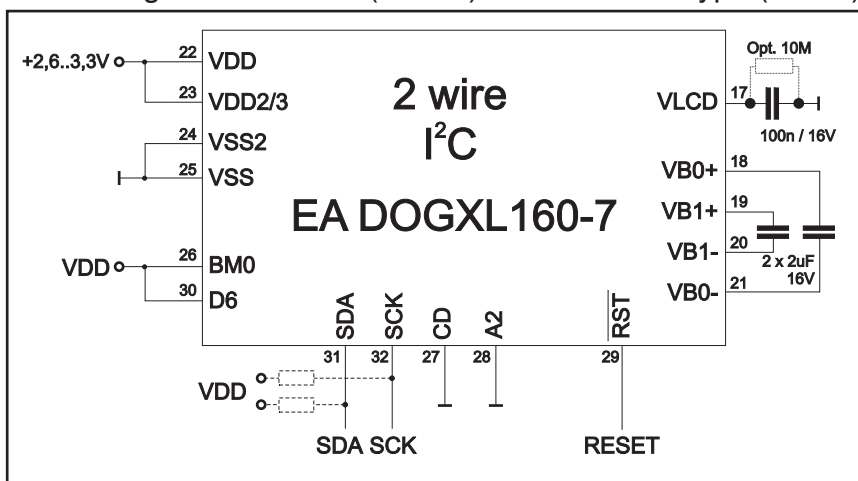 +2,6..3,3V
22 VDD
23 VDD2/3
24 VSS2
25 VSS
VDD
26 BM0
30 D6
2 wire
I²C
EA DOGXL160-7
Opt. 10M
VLCD 17
100n / 16V
VB0+ 18
VB1+ 19
VB1- 20
2 x 2uF
16V
VB0- 21
SDA
SCK
CD
A2
RST
31
32
27
28
29
VDD
SDA SCK
RESET